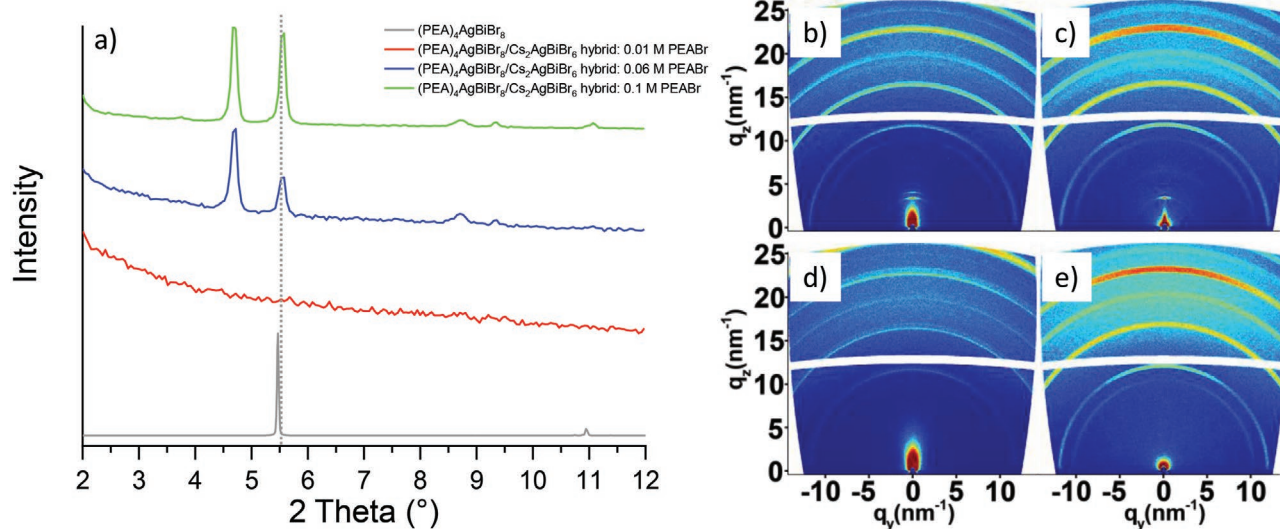 a)
(PEA)₄AgBiBr₈
(PEA)₄AgBiBr₈/Cs₂AgBiBr₆ hybrid: 0.01 M PEABr
(PEA)₄AgBiBr₈/Cs₂AgBiBr₆ hybrid: 0.06 M PEABr
(PEA)₄AgBiBr₈/Cs₂AgBiBr₆ hybrid: 0.1 M PEABr
Intensity
2 3 4 5 6 7 8 9 10 11 12
2 Theta (°)
b)
c)
25
20
15
10
5
0
qz(nm⁻¹)
d)
e)
25
20
15
10
5
0
qz(nm⁻¹)
-10 -5 0 5 10
-10 -5 0 5 10
qy(nm⁻¹)
qy(nm⁻¹)